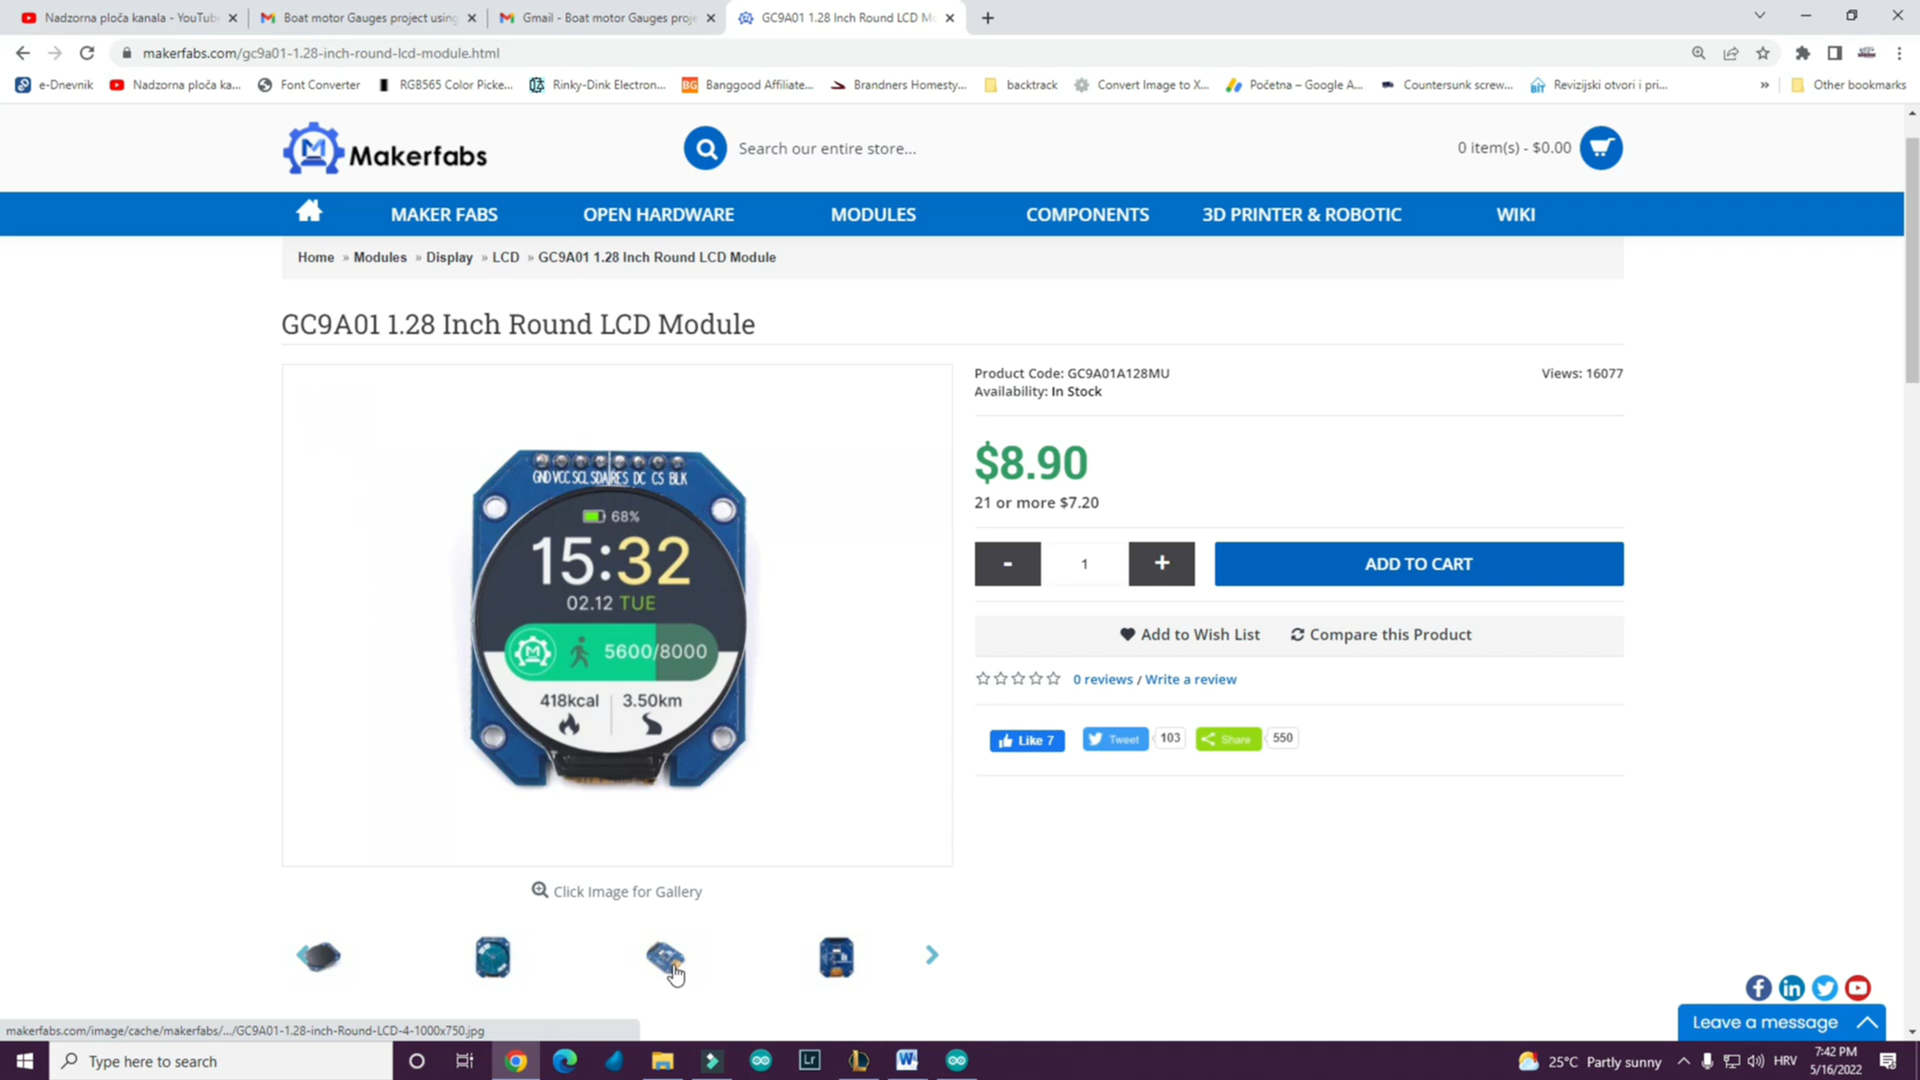 Nadzorna ploča kanala - YouTub
Boat motor Gauges project using
Gmail - Boat motor Gauges proje
GC9A01 1.28 Inch Round LCD Mo
makerfabs.com/gc9a01-1.28-inch-round-lcd-module.html
e-Dnevnik
Nadzorna ploča ka...
Font Converter
RGB565 Color Picke...
Rinky-Dink Electron...
BG
Banggood Affiliate...
Brandners Homesty...
backtrack
Convert Image to X...
Početna – Google A...
Countersunk screw...
Revizijski otvori i pri...
»
Other bookmarks
Makerfabs
Search our entire store...
0 item(s) - $0.00
MAKER FABS
OPEN HARDWARE
MODULES
COMPONENTS
3D PRINTER & ROBOTIC
WIKI
Home » Modules » Display » LCD » GC9A01 1.28 Inch Round LCD Module
GC9A01 1.28 Inch Round LCD Module
GND VCC SCL SDA RES DC CS BLK
68%
15:32
02.12 TUE
5600/8000
418kcal
3.50km
Click Image for Gallery
Product Code: GC9A01A128MU
Views: 16077
Availability: In Stock
$8.90
21 or more $7.20
- 1 +
ADD TO CART
Add to Wish List
Compare this Product
0 reviews / Write a review
Like 7
Tweet
103
Share
550
Leave a message
makerfabs.com/image/cache/makerfabs/.../GC9A01-1.28-inch-Round-LCD-4-1000x750.jpg
Type here to search
Lr
W
25°C Partly sunny
HRV
7:42 PM
5/16/2022